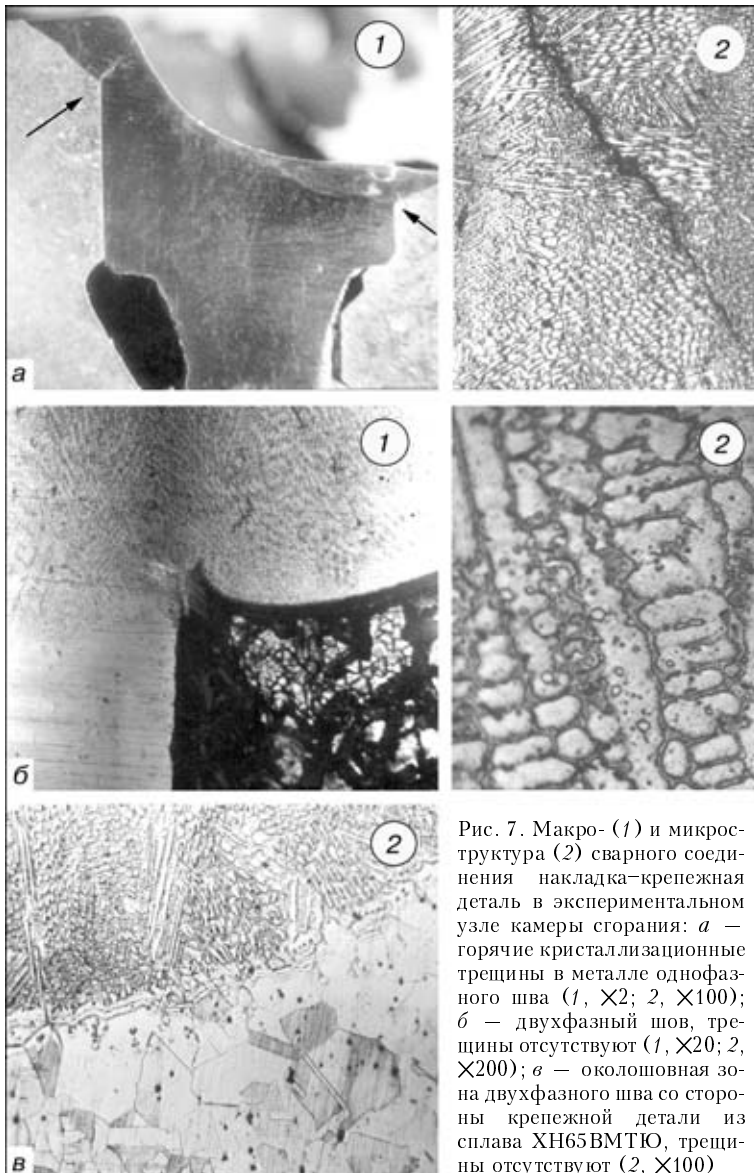 1
2
а
1
2
б
2
в
Рис. 7. Макро- (1) и микрос-
труктура (2) сварного соеди-
нения накладка–крепежная
деталь в экспериментальном
узле камеры сгорания: а —
горячие кристаллизационные
трещины в металле однофаз-
ного шва (1, ×2; 2, ×100);
б — двухфазный шов, тре-
щины отсутствуют (1, ×20; 2,
×200); в — околошовная зо-
на двухфазного шва со сторо-
ны крепежной детали из
сплава ХН65ВМТЮ, трещи-
ны отсутствуют (2, ×100)